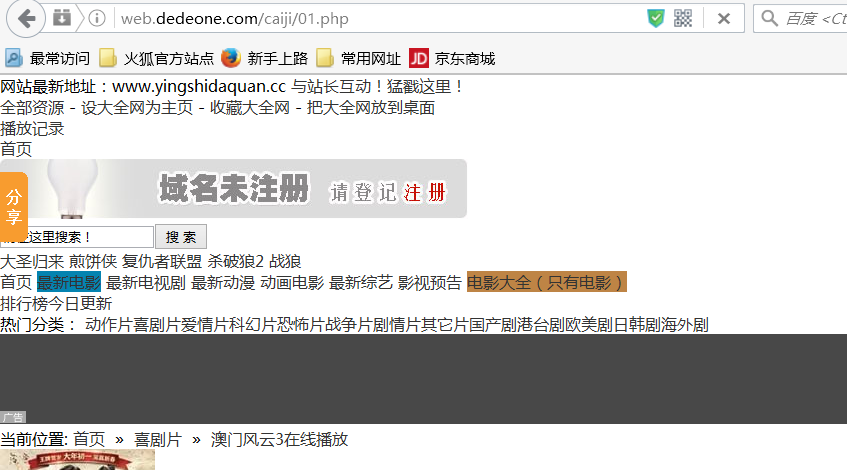 web.dedeone.com/caiji/01.php
百度 <Ct
最常访问 火狐官方站点 新手上路 常用网址 JD 京东商城
网站最新地址：www.yingshidaquan.cc 与站长互动！猛戳这里！
全部资源 - 设大全网为主页 - 收藏大全网 - 把大全网放到桌面
播放记录
首页
域名未注册 请登记注册
分享
这里搜索！ 搜 索
大圣归来 煎饼侠 复仇者联盟 杀破狼2 战狼
首页 最新电影 最新电视剧 最新动漫 动画电影 最新综艺 影视预告 电影大全（只有电影）
排行榜今日更新
热门分类： 动作片喜剧片爱情片科幻片恐怖片战争片剧情片其它片国产剧港台剧欧美剧日韩剧海外剧
广告
当前位置: 首页 » 喜剧片 » 澳门风云3在线播放